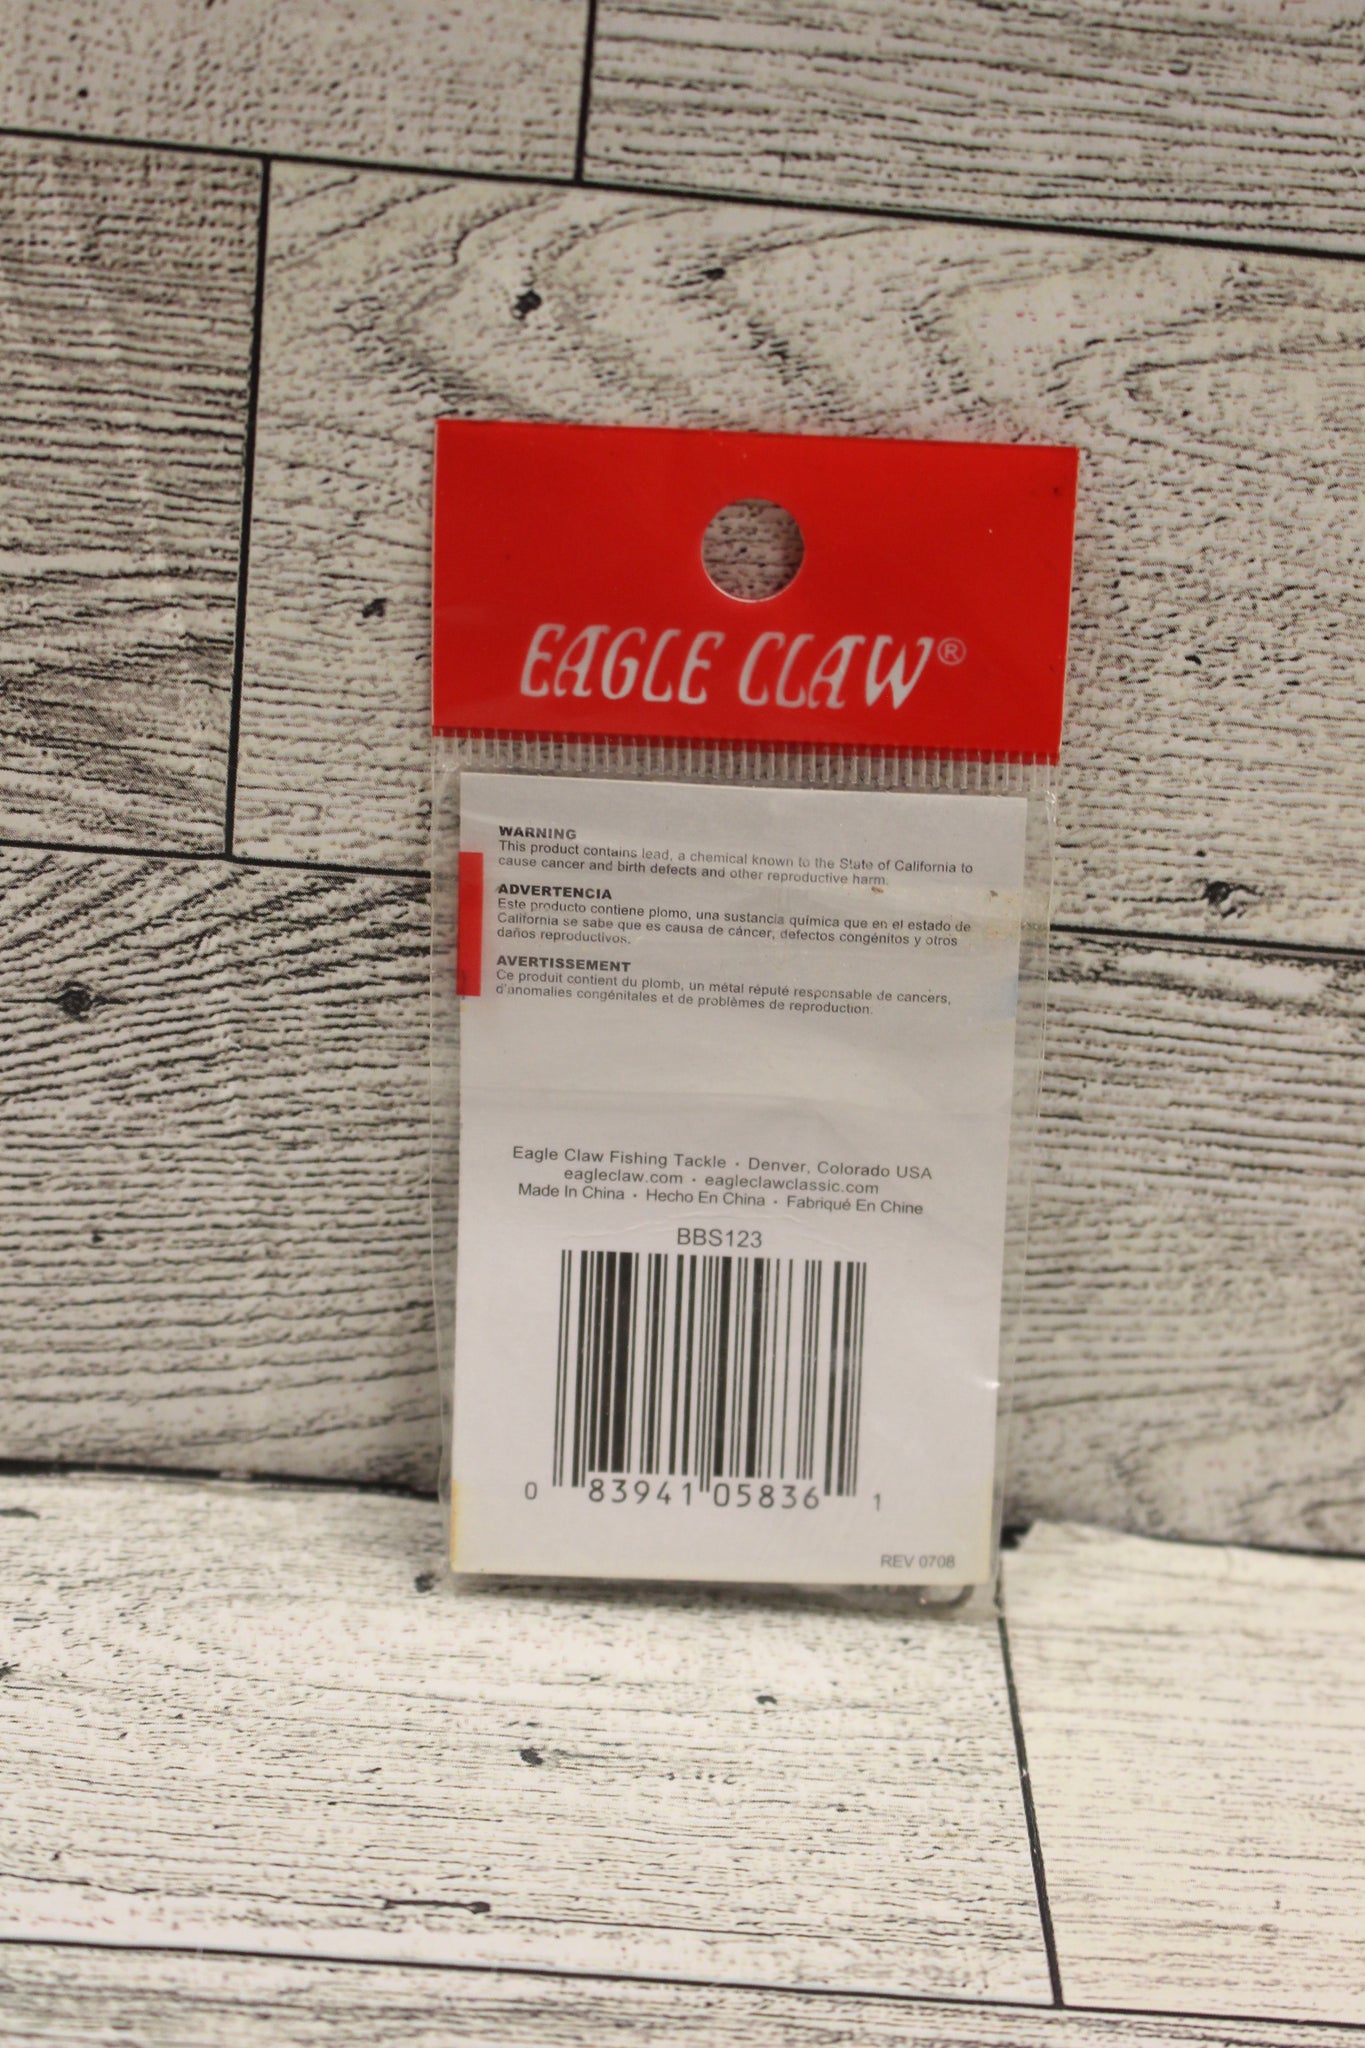 EAGLE CLAW®
WARNING
This product contains lead, a chemical known to the State of California to
cause cancer and birth defects and other reproductive harm.
ADVERTENCIA
Este producto contiene plomo, una sustancia química que en el estado de
California se sabe que es causa de cáncer, defectos congénitos y otros
daños reproductivos.
AVERTISSEMENT
Ce produit contient du plomb, un métal réputé responsable de cancers,
d'anomalies congénitales et de problèmes de reproduction.
Eagle Claw Fishing Tackle · Denver, Colorado USA
eagleclaw.com · eagleclawclassic.com
Made In China · Hecho En China · Fabriqué En Chine
BBS123
0 83941 05836 1
REV 0708